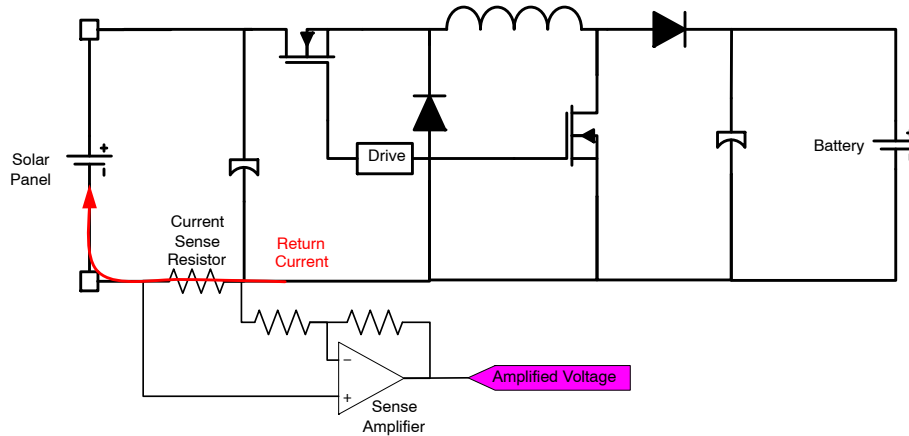 Solar
Panel
+
Drive
Battery
+
Current
Sense
Resistor
Return
Current
−
+
Amplified Voltage
Sense
Amplifier